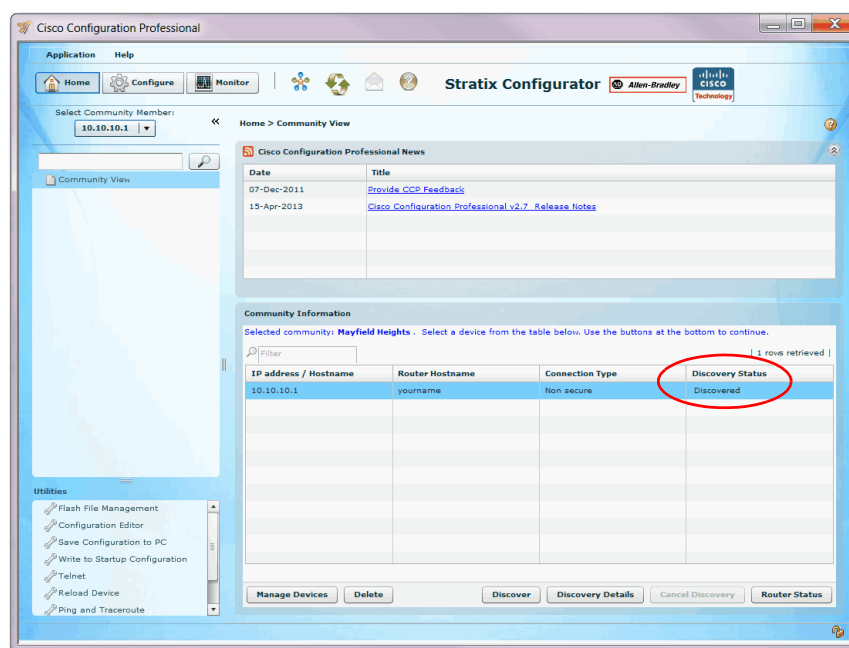 Cisco Configuration Professional
Application Help
Home Configure Monitor Stratix Configurator AB Allen-Bradley CISCO Technology
Select Community Member:
10.10.10.1
Home > Community View
Cisco Configuration Professional News
Date Title
Community View
07-Dec-2011 Provide CCP Feedback
15-Apr-2013 Cisco Configuration Professional v2.7 Release Notes
Community Information
Selected community: Mayfield Heights . Select a device from the table below. Use the buttons at the bottom to continue.
Filter | 1 rows retrieved |
IP address / Hostname Router Hostname Connection Type Discovery Status
10.10.10.1 yourname Non secure Discovered
Utilities
Flash File Management
Configuration Editor
Save Configuration to PC
Write to Startup Configuration
Telnet
Reload Device
Ping and Traceroute
Manage Devices Delete Discover Discovery Details Cancel Discovery Router Status